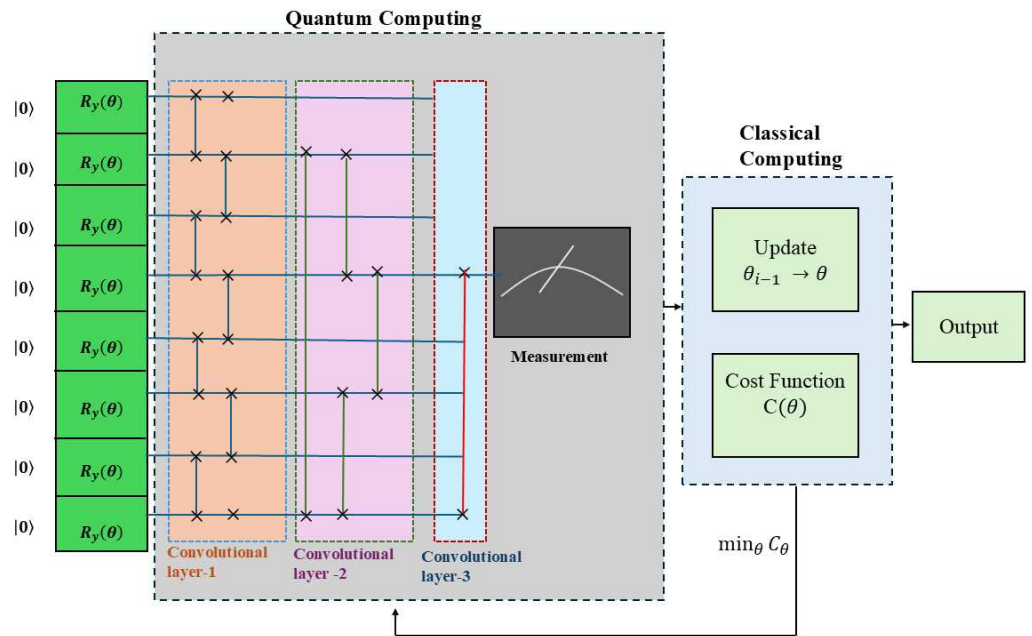 Quantum Computing
|0⟩ R_y(θ)
|0⟩ R_y(θ)
|0⟩ R_y(θ)
|0⟩ R_y(θ)
|0⟩ R_y(θ)
|0⟩ R_y(θ)
|0⟩ R_y(θ)
|0⟩ R_y(θ)
Convolutional
layer-1
Convolutional
layer -2
Convolutional
layer-3
Measurement
Classical
Computing
Update
θ_{i−1} → θ
Cost Function
C(θ)
Output
min_θ C_θ